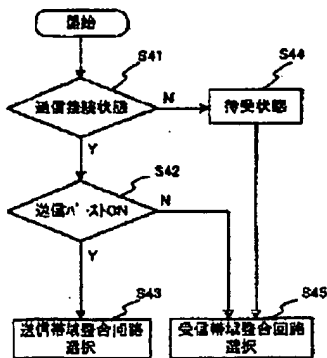 開始
S41
送信接続状態
N
S44
待受状態
Y
S42
送信バーストON
N
Y
S43
送信帯域整合回路
選択
S45
受信帯域整合回路
選択